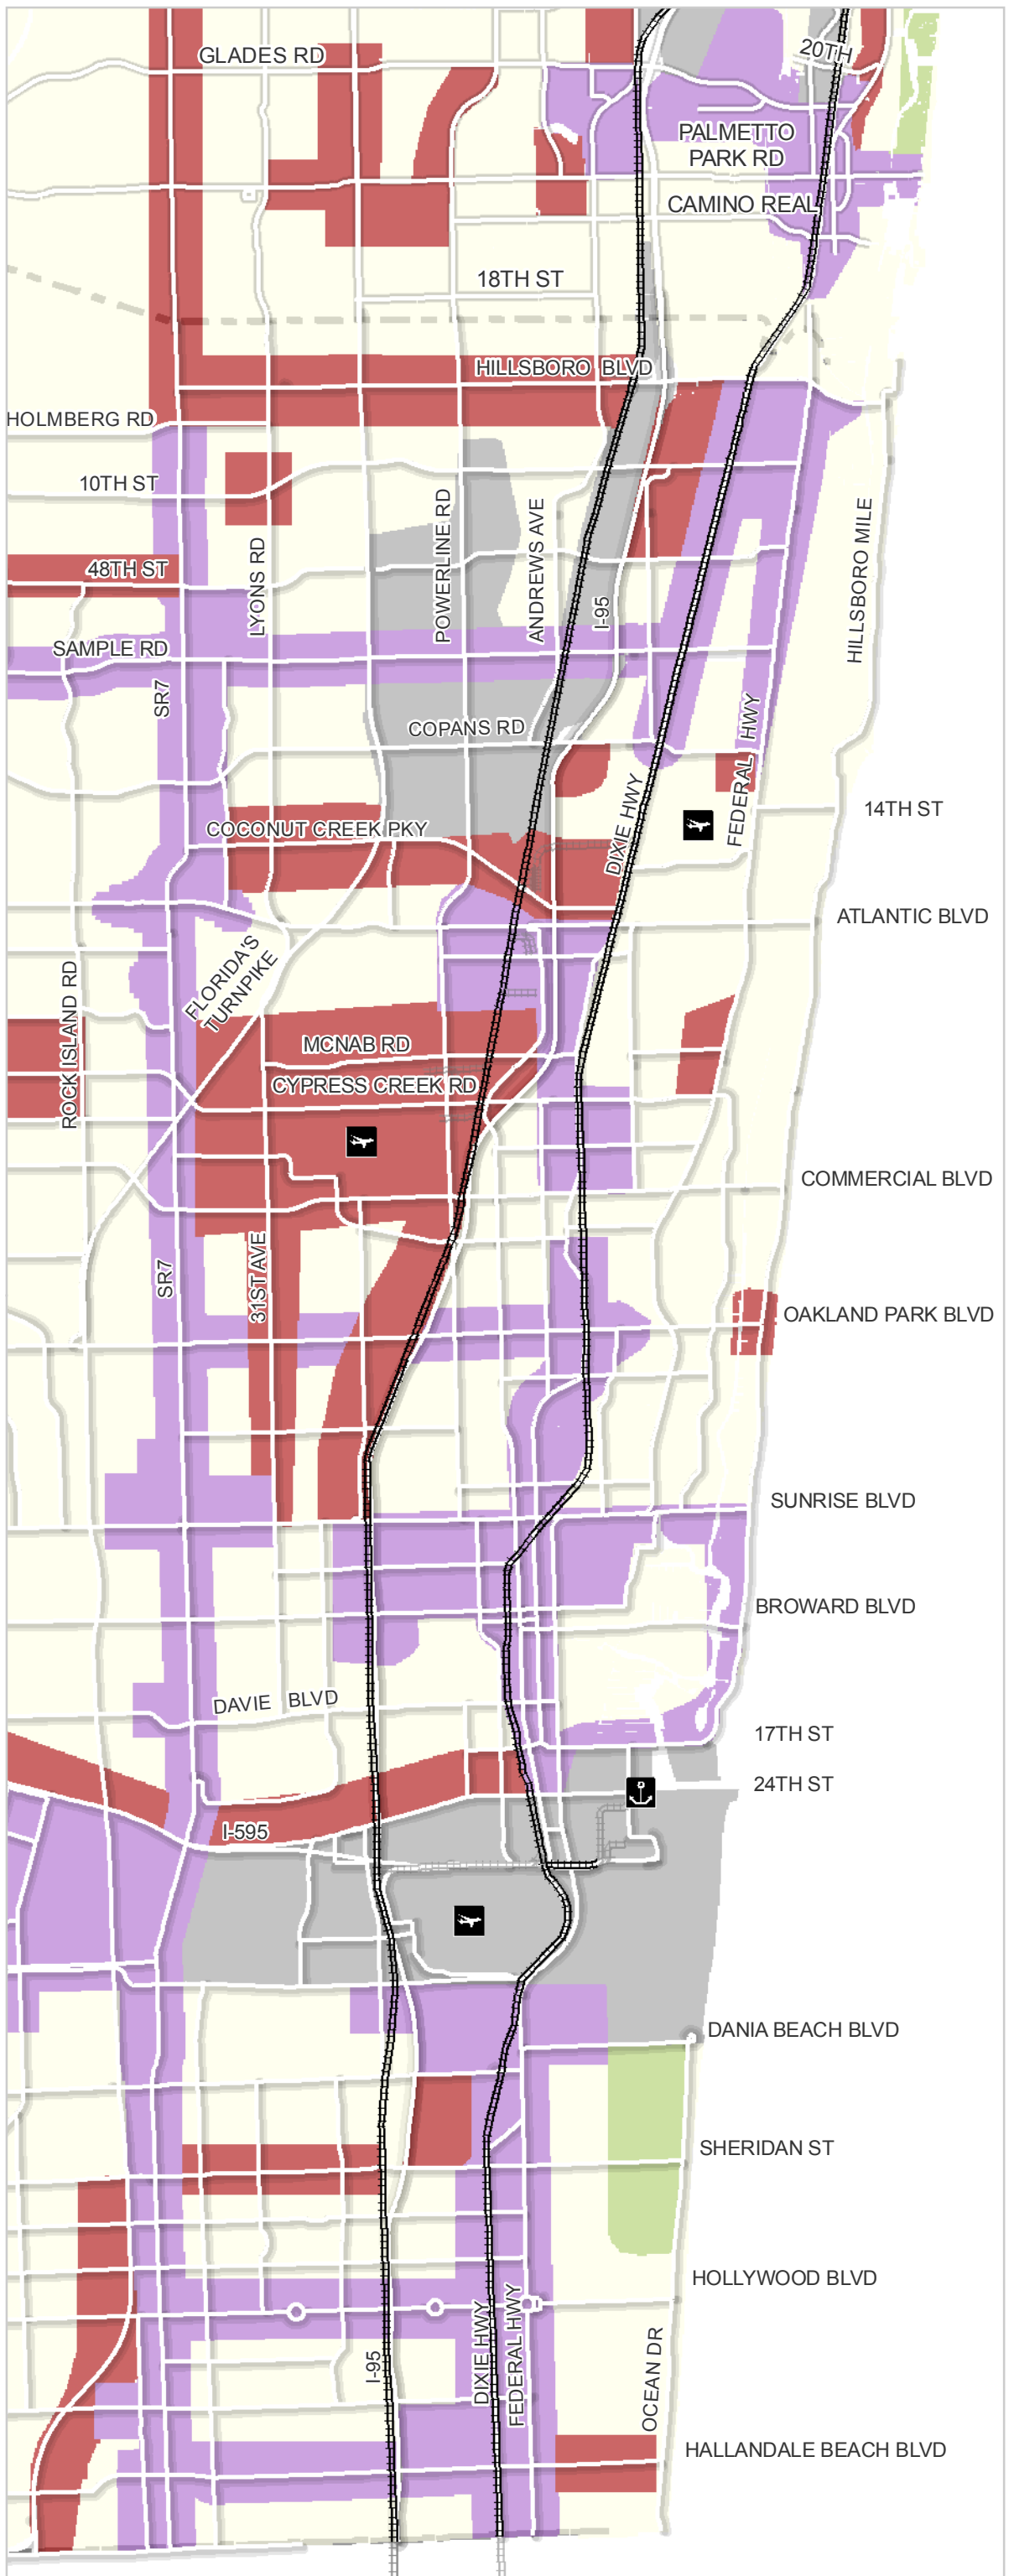 GLADES RD
20TH
PALMETTO
PARK RD
CAMINO REAL
18TH ST
HILLSBORO BLVD
HOLMBERG RD
10TH ST
POWERLINE RD
ANDREWS AVE
HILLSBORO MILE
LYONS RD
48TH ST
I-95
SAMPLE RD
SR7
COPANS RD
FEDERAL HWY
DIXIE HWY
14TH ST
COCONUT CREEK PKY
ATLANTIC BLVD
FLORIDA'S
TURNPIKE
ROCK ISLAND RD
MCNAB RD
CYPRESS CREEK RD
COMMERCIAL BLVD
SR7
31ST AVE
OAKLAND PARK BLVD
SUNRISE BLVD
BROWARD BLVD
DAVIE BLVD
17TH ST
24TH ST
I-595
DANIA BEACH BLVD
SHERIDAN ST
HOLLYWOOD BLVD
I-95
DIXIE HWY
FEDERAL HWY
OCEAN DR
HALLANDALE BEACH BLVD